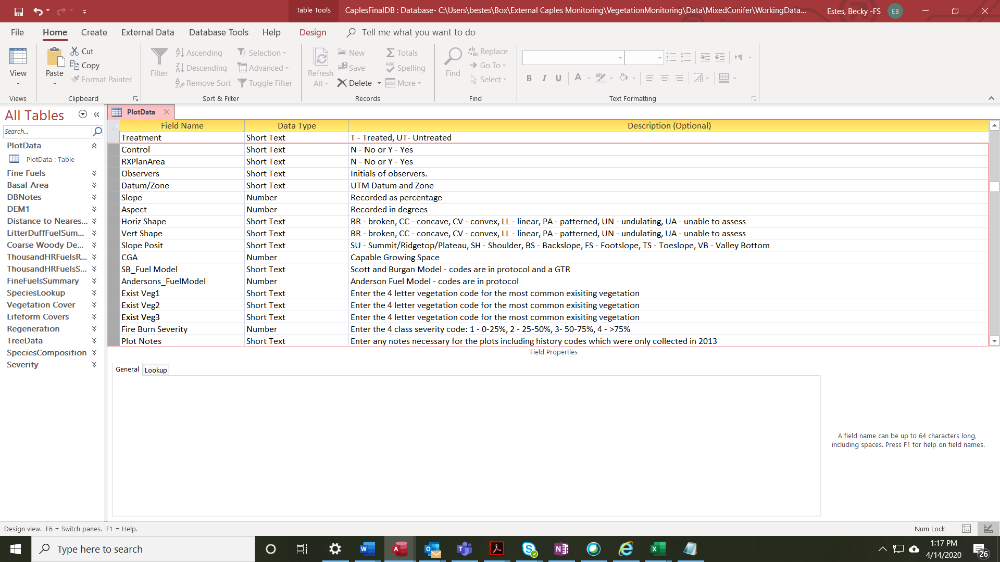 Table Tools
CaplesFinalDB : Database- C:\Users\bestes\Box\External Caples Monitoring\VegetationMonitoring\Data\MixedConifer\WorkingData...
Estes, Becky -FS
EB
File Home Create External Data Database Tools Help Design Tell me what you want to do
View
Views
Paste
Cut
Copy
Format Painter
Clipboard
Filter
Ascending
Descending
Remove Sort
Selection
Advanced
Toggle Filter
Sort & Filter
Refresh
All
New
Save
Delete
Totals
Spelling
More
Records
Find
Replace
Go To
Select
Find
B I U A
Text Formatting
All Tables
Search...
PlotData
PlotData : Table
Fine Fuels
Basal Area
DBNotes
DEM1
Distance to Neares...
LitterDuffFuelSum...
Coarse Woody De...
ThousandHRFuelsR...
ThousandHRFuelsS...
FineFuelsSummary
SpeciesLookup
Vegetation Cover
Lifeform Covers
Regeneration
TreeData
SpeciesComposition
Severity
PlotData
Field Name Data Type Description (Optional)
Treatment Short Text T - Treated, UT- Untreated
Control Short Text N - No or Y - Yes
RXPlanArea Short Text N - No or Y - Yes
Observers Short Text Initials of observers.
Datum/Zone Short Text UTM Datum and Zone
Slope Number Recorded as percentage
Aspect Number Recorded in degrees
Horiz Shape Short Text BR - broken, CC - concave, CV - convex, LL - linear, PA - patterned, UN - undulating, UA - unable to assess
Vert Shape Short Text BR - broken, CC - concave, CV - convex, LL - linear, PA - patterned, UN - undulating, UA - unable to assess
Slope Posit Short Text SU - Summit/Ridgetop/Plateau, SH - Shoulder, BS - Backslope, FS - Footslope, TS - Toeslope, VB - Valley Bottom
CGA Number Capable Growing Space
SB_Fuel Model Short Text Scott and Burgan Model - codes are in protocol and a GTR
Andersons_FuelModel Number Anderson Fuel Model - codes are in protocol
Exist Veg1 Short Text Enter the 4 letter vegetation code for the most common exisiting vegetation
Exist Veg2 Short Text Enter the 4 letter vegetation code for the most common exisiting vegetation
Exist Veg3 Short Text Enter the 4 letter vegetation code for the most common exisiting vegetation
Fire Burn Severity Number Enter the 4 class severity code: 1 - 0-25%, 2 - 25-50%, 3- 50-75%, 4 - >75%
Plot Notes Short Text Enter any notes necessary for the plots including history codes which were only collected in 2013
Field Properties
General Lookup
A field name can be up to 64 characters long,
including spaces. Press F1 for help on field names.
Design view. F6 = Switch panes. F1 = Help.
Num Lock
Type here to search
1:17 PM
4/14/2020
26